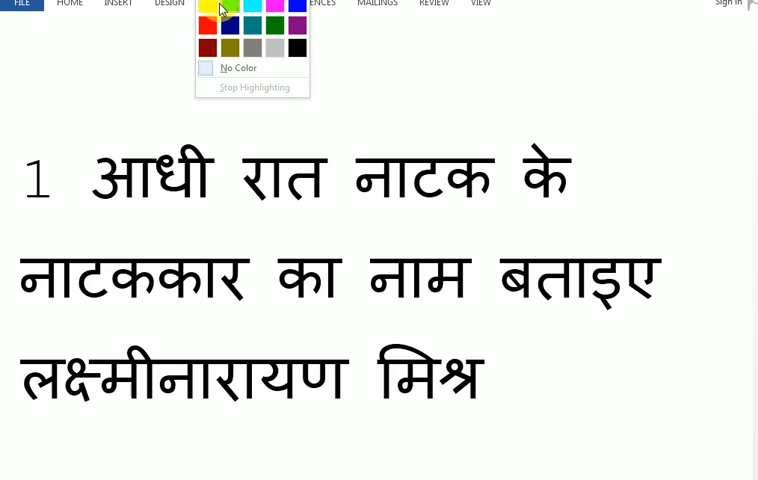 FILE HOME INSERT DESIGN ENCES MAILINGS REVIEW VIEW Sign in
No Color
Stop Highlighting
1 आधी रात नाटक के
नाटककार का नाम बताइए
लक्ष्मीनारायण मिश्र